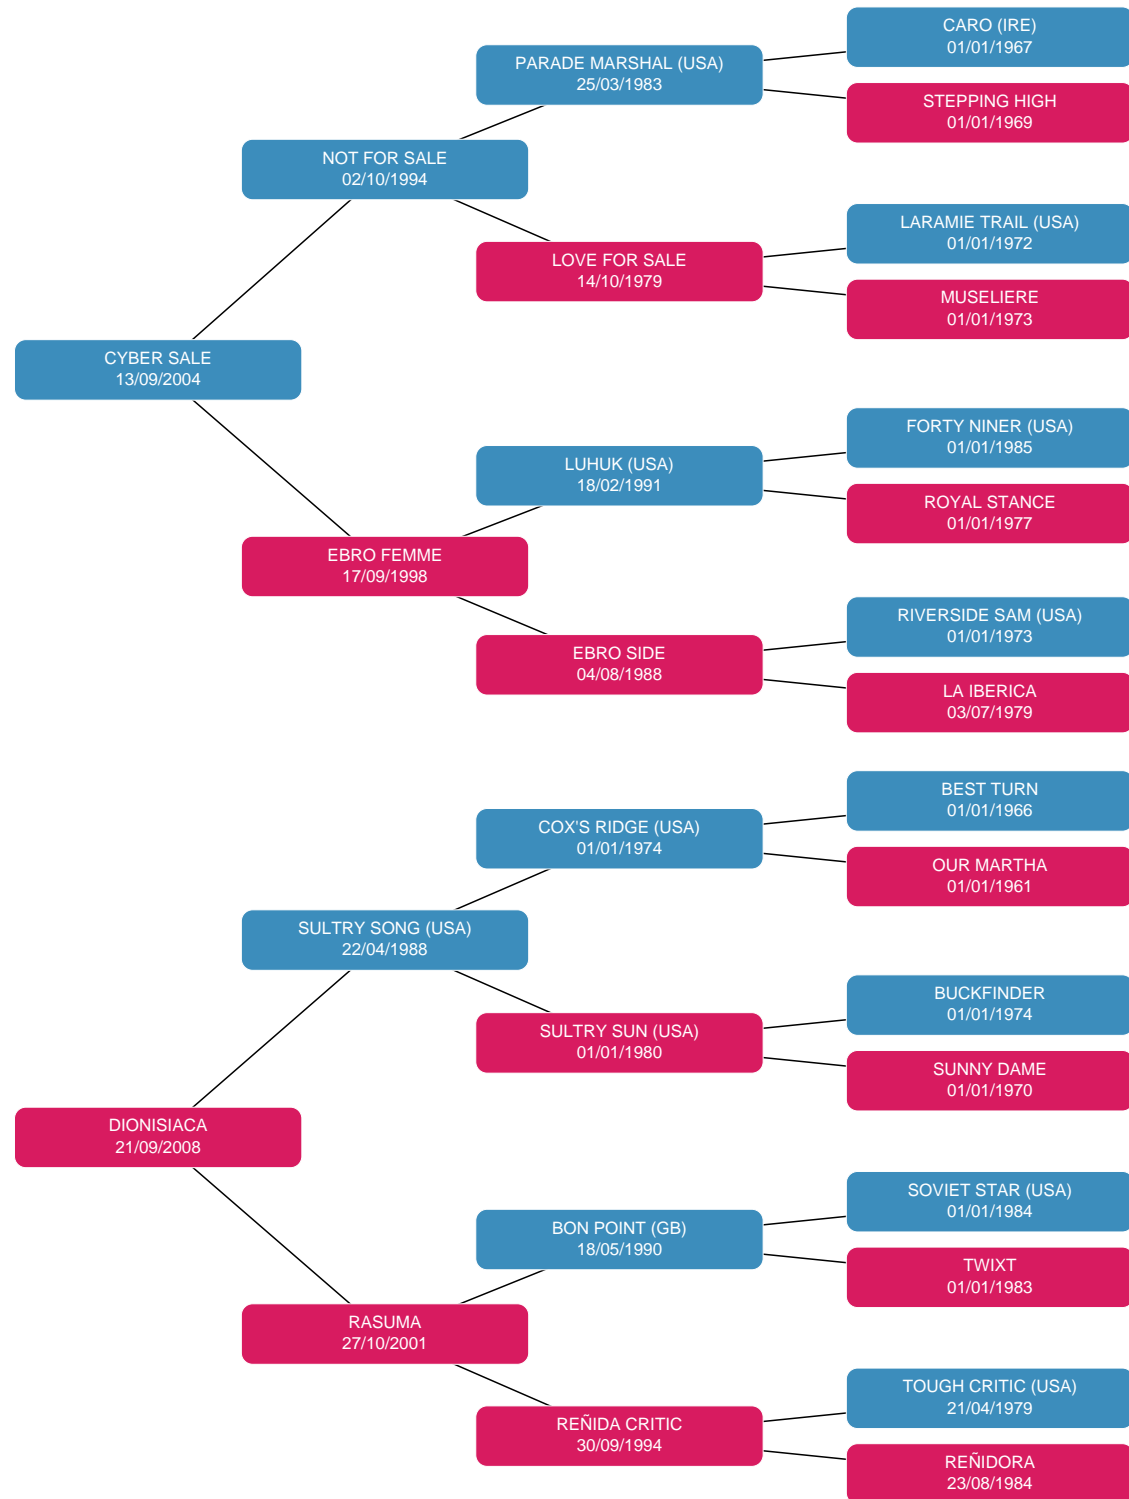 CARO (IRE)
01/01/1967
PARADE MARSHAL (USA)
25/03/1983
STEPPING HIGH
01/01/1969
NOT FOR SALE
02/10/1994
LARAMIE TRAIL (USA)
01/01/1972
LOVE FOR SALE
14/10/1979
MUSELIERE
01/01/1973
CYBER SALE
13/09/2004
FORTY NINER (USA)
01/01/1985
LUHUK (USA)
18/02/1991
ROYAL STANCE
01/01/1977
EBRO FEMME
17/09/1998
RIVERSIDE SAM (USA)
01/01/1973
EBRO SIDE
04/08/1988
LA IBERICA
03/07/1979
BEST TURN
01/01/1966
COX'S RIDGE (USA)
01/01/1974
OUR MARTHA
01/01/1961
SULTRY SONG (USA)
22/04/1988
BUCKFINDER
01/01/1974
SULTRY SUN (USA)
01/01/1980
SUNNY DAME
01/01/1970
DIONISIACA
21/09/2008
SOVIET STAR (USA)
01/01/1984
BON POINT (GB)
18/05/1990
TWIXT
01/01/1983
RASUMA
27/10/2001
TOUGH CRITIC (USA)
21/04/1979
REÑIDA CRITIC
30/09/1994
REÑIDORA
23/08/1984